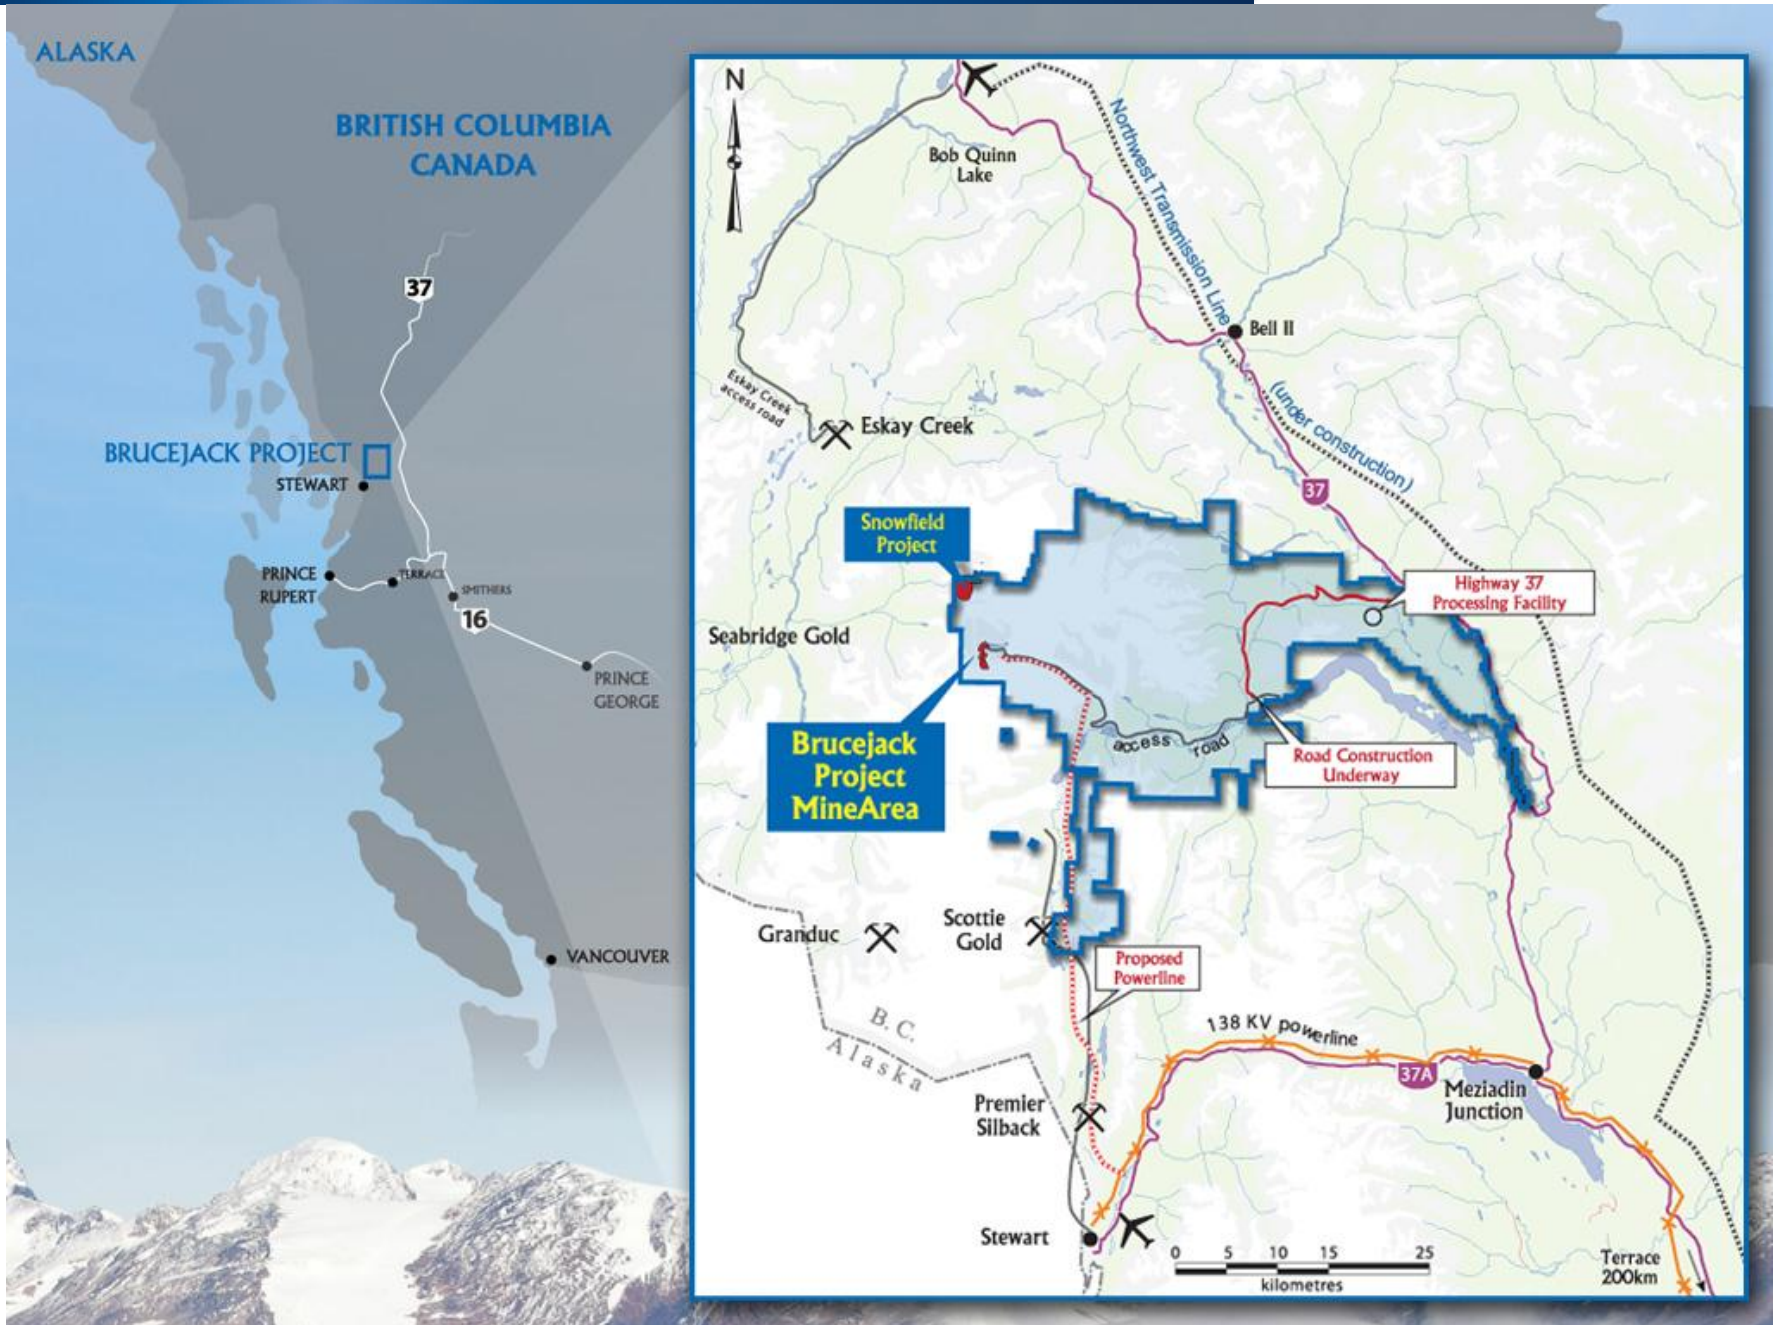 ALASKA
BRITISH COLUMBIA
CANADA
37
BRUCEJACK PROJECT
STEWART
PRINCE
RUPERT
TERRACE
SMITHERS
16
PRINCE
GEORGE
VANCOUVER
N
Bob Quinn
Lake
Northwest Transmission Line
(under construction)
Bell II
Eskay Creek
access road
Eskay Creek
37
Snowfield
Project
Highway 37
Processing Facility
Seabridge Gold
Brucejack
Project
MineArea
access road
Road Construction
Underway
Granduc
Scottie
Gold
Proposed
Powerline
B. C.
Alaska
138 KV powerline
37A
Meziadin
Junction
Premier
Silback
Stewart
0 5 10 15 25
kilometres
Terrace
200km